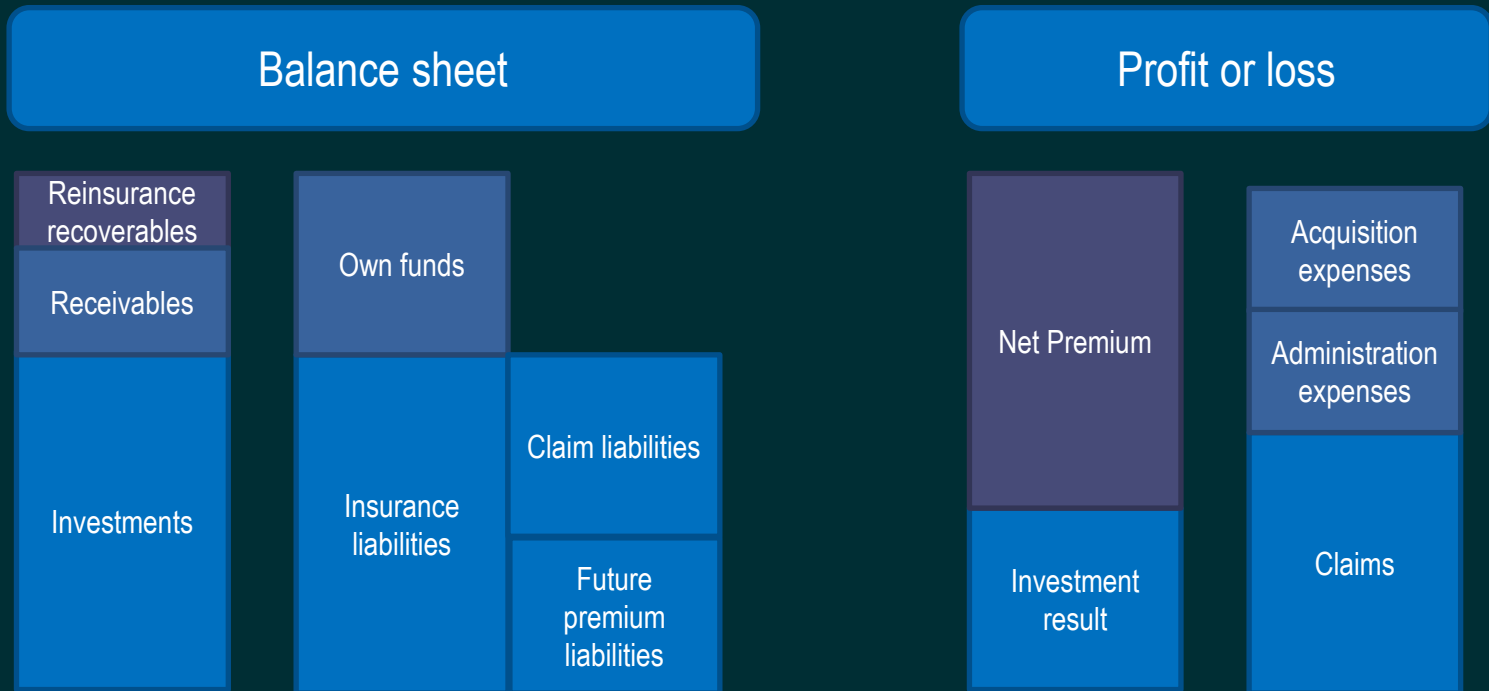 Balance sheet
Profit or loss
Reinsurance
recoverables
Receivables
Investments
Own funds
Insurance
liabilities
Claim liabilities
Future
premium
liabilities
Net Premium
Investment
result
Acquisition
expenses
Administration
expenses
Claims